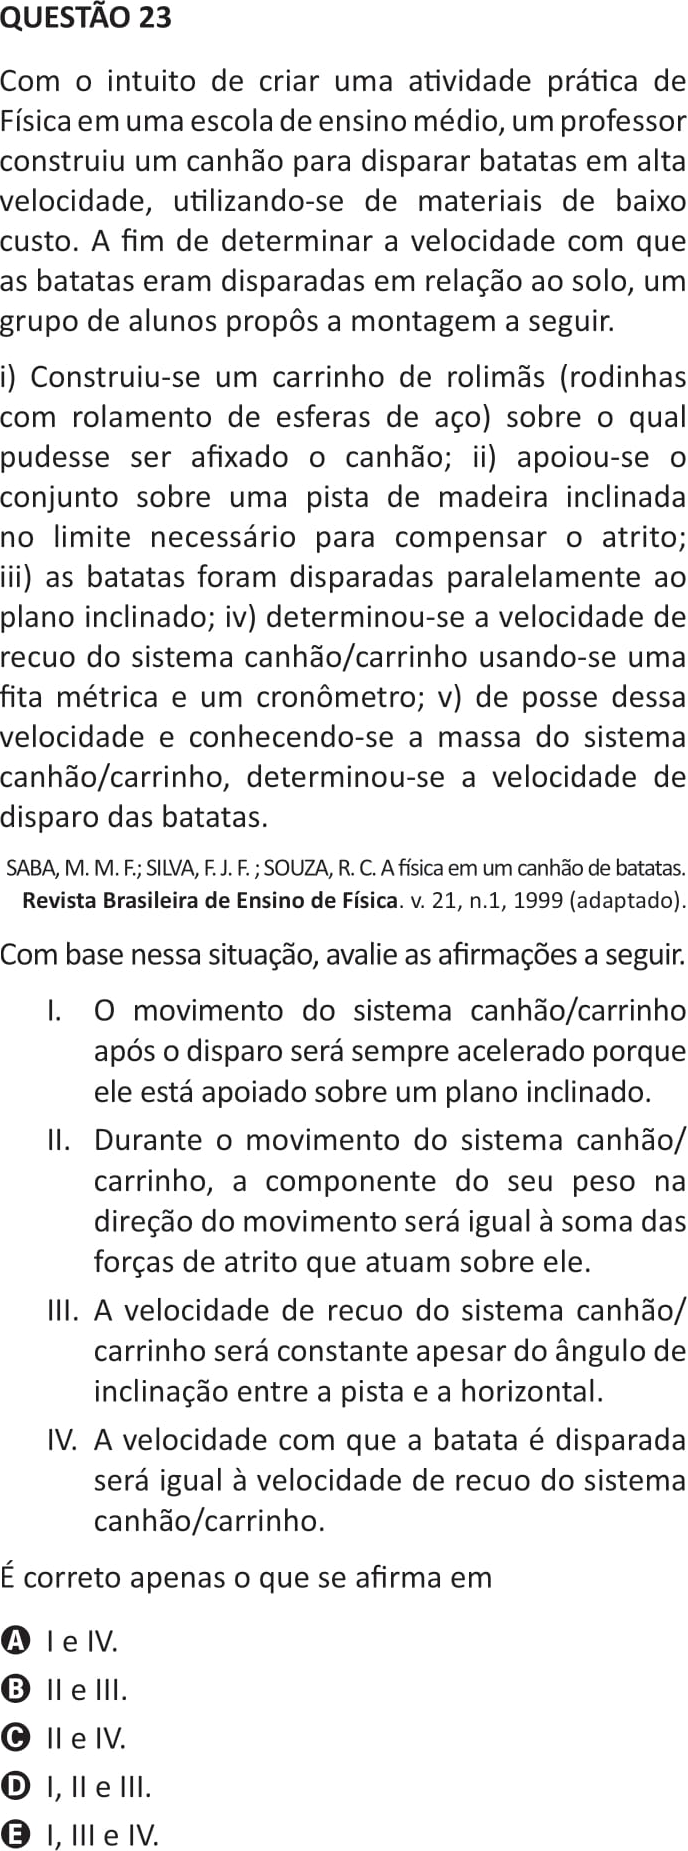 QUESTÃO 23
Com o intuito de criar uma atividade prática de
Física em uma escola de ensino médio, um professor
construiu um canhão para disparar batatas em alta
velocidade, utilizando-se de materiais de baixo
custo. A fim de determinar a velocidade com que
as batatas eram disparadas em relação ao solo, um
grupo de alunos propôs a montagem a seguir.
i) Construiu-se um carrinho de rolimãs (rodinhas
com rolamento de esferas de aço) sobre o qual
pudesse ser afixado o canhão; ii) apoiou-se o
conjunto sobre uma pista de madeira inclinada
no limite necessário para compensar o atrito;
iii) as batatas foram disparadas paralelamente ao
plano inclinado; iv) determinou-se a velocidade de
recuo do sistema canhão/carrinho usando-se uma
fita métrica e um cronômetro; v) de posse dessa
velocidade e conhecendo-se a massa do sistema
canhão/carrinho, determinou-se a velocidade de
disparo das batatas.
SABA, M. M. F.; SILVA, F. J. F. ; SOUZA, R. C. A física em um canhão de batatas.
Revista Brasileira de Ensino de Física. v. 21, n.1, 1999 (adaptado).
Com base nessa situação, avalie as afirmações a seguir.
I. O movimento do sistema canhão/carrinho
após o disparo será sempre acelerado porque
ele está apoiado sobre um plano inclinado.
II. Durante o movimento do sistema canhão/
carrinho, a componente do seu peso na
direção do movimento será igual à soma das
forças de atrito que atuam sobre ele.
III. A velocidade de recuo do sistema canhão/
carrinho será constante apesar do ângulo de
inclinação entre a pista e a horizontal.
IV. A velocidade com que a batata é disparada
será igual à velocidade de recuo do sistema
canhão/carrinho.
É correto apenas o que se afirma em
A I e IV.
B II e III.
C II e IV.
D I, II e III.
E I, III e IV.